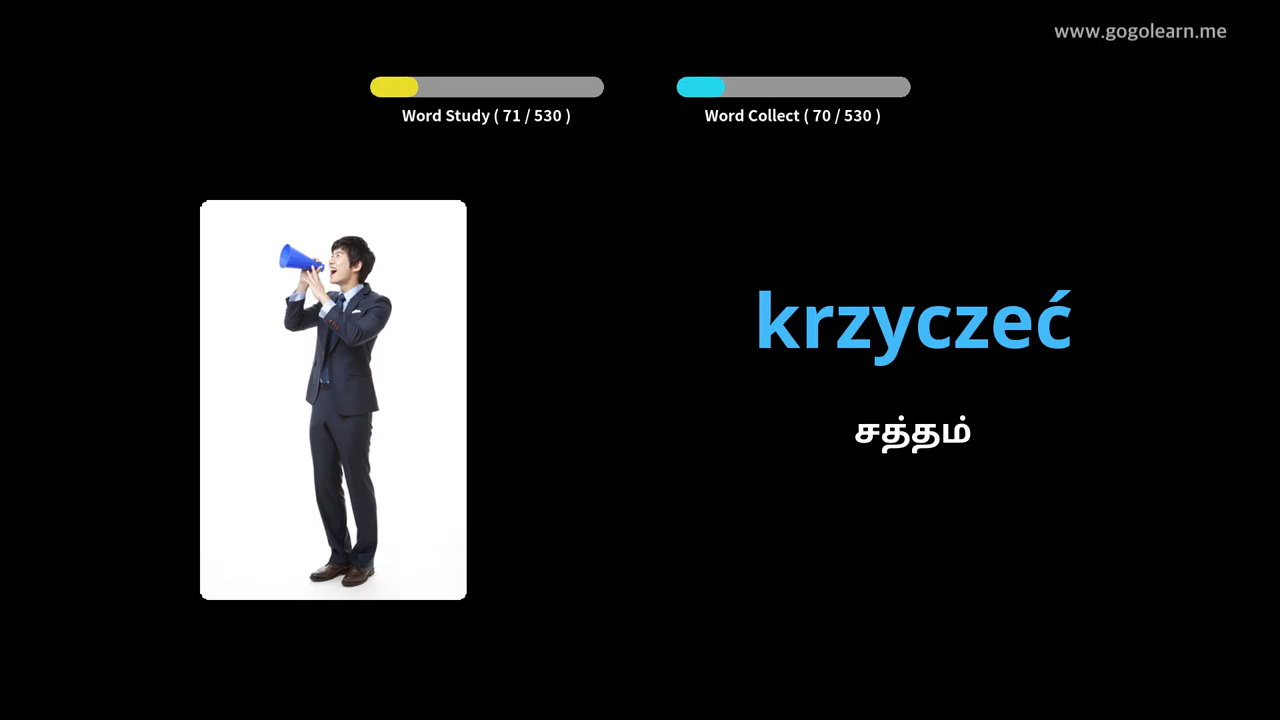 www.gogolearn.me
Word Study ( 71 / 530 )
Word Collect ( 70 / 530 )
krzyczeć
சத்தம்